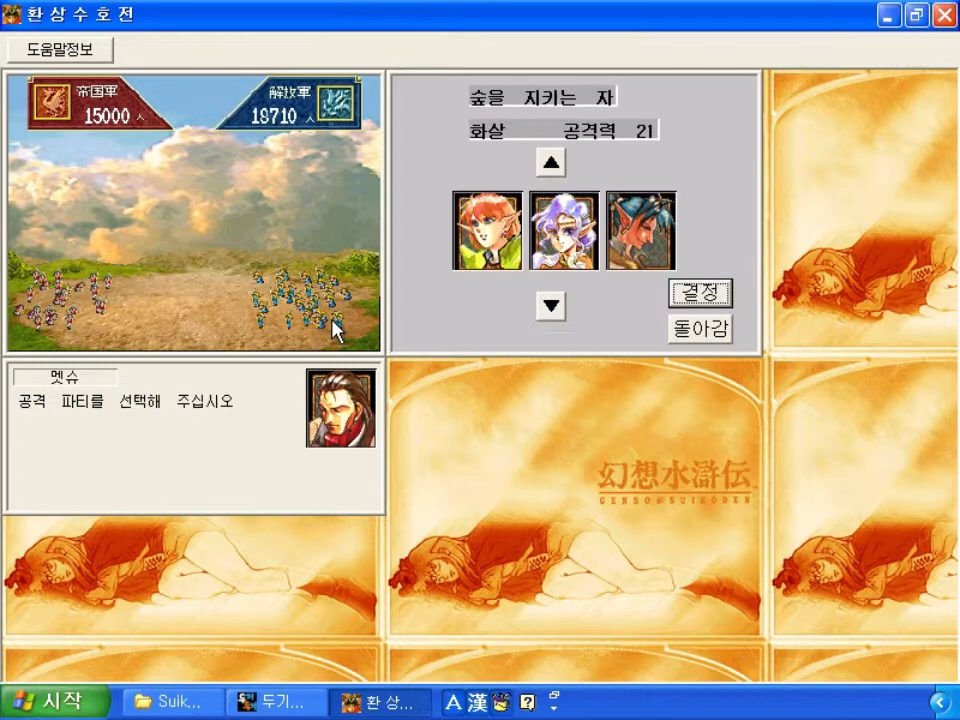 환상수호전
도움말정보
帝国軍
15000 人
解放軍
18710 人
숲을 지키는 자
화살 공격력 21
▲
▼
결정
돌아감
멧슈
공격 파티를 선택해 주십시오
幻想水滸伝
GENSO SUIKODEN
시작
Suik...
두기...
환 상...
A 漢